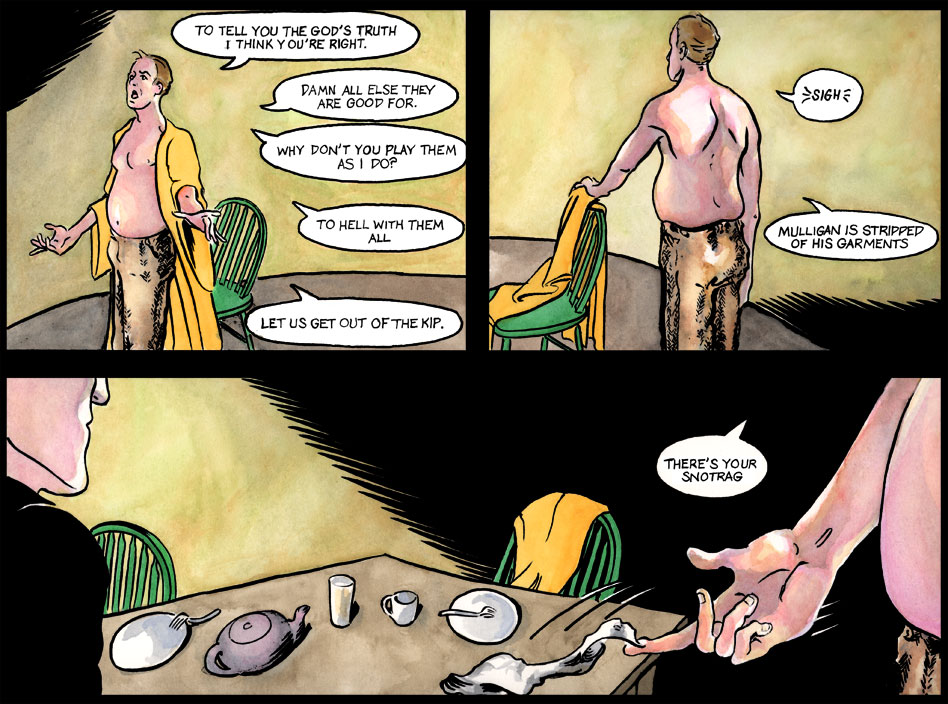 TO TELL YOU THE GOD'S TRUTH
I THINK YOU'RE RIGHT.
DAMN ALL ELSE THEY
ARE GOOD FOR.
WHY DON'T YOU PLAY THEM
AS I DO?
TO HELL WITH THEM
ALL
LET US GET OUT OF THE KIP.
SIGH
MULLIGAN IS STRIPPED
OF HIS GARMENTS
THERE'S YOUR
SNOTRAG